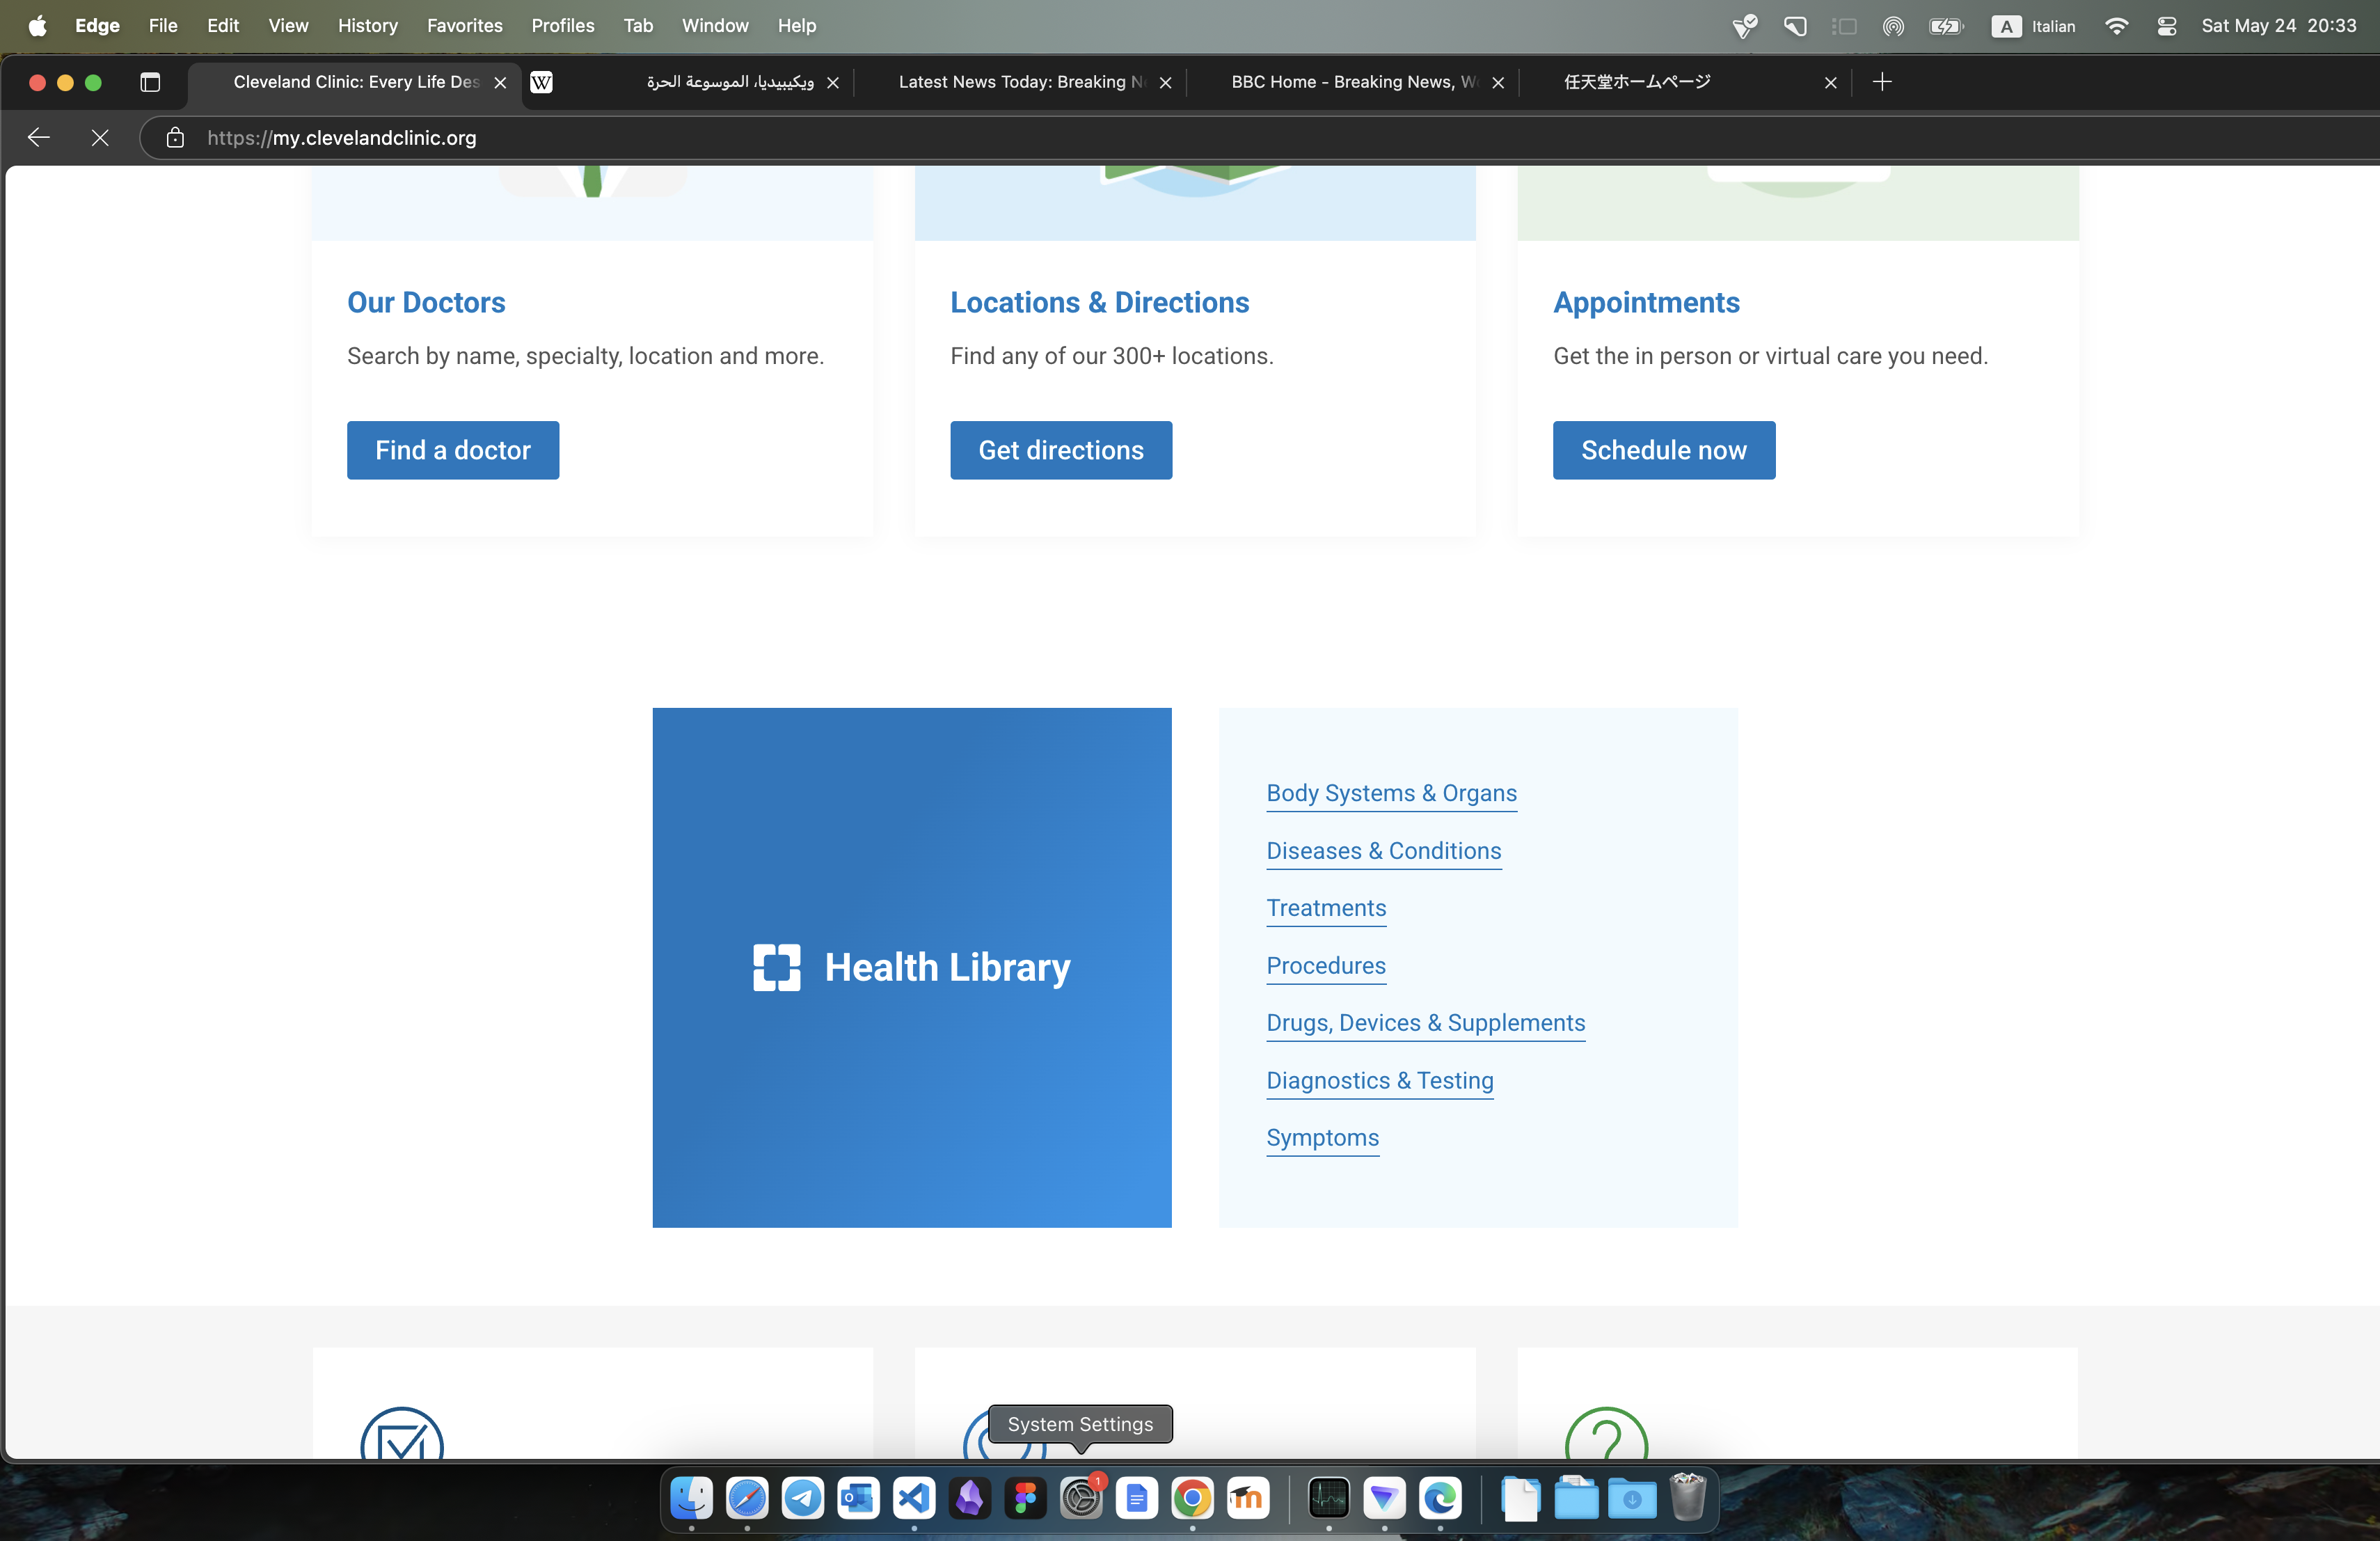 Edge File Edit View History Favorites Profiles Tab Window Help
A Italian Sat May 24 20:33
Cleveland Clinic: Every Life Des
W ويكيبيديا، الموسوعة الحرة
Latest News Today: Breaking N
BBC Home - Breaking News, W
任天堂ホームページ
https://my.clevelandclinic.org
Our Doctors
Search by name, specialty, location and more.
Find a doctor
Locations & Directions
Find any of our 300+ locations.
Get directions
Appointments
Get the in person or virtual care you need.
Schedule now
Health Library
Body Systems & Organs
Diseases & Conditions
Treatments
Procedures
Drugs, Devices & Supplements
Diagnostics & Testing
Symptoms
System Settings
1